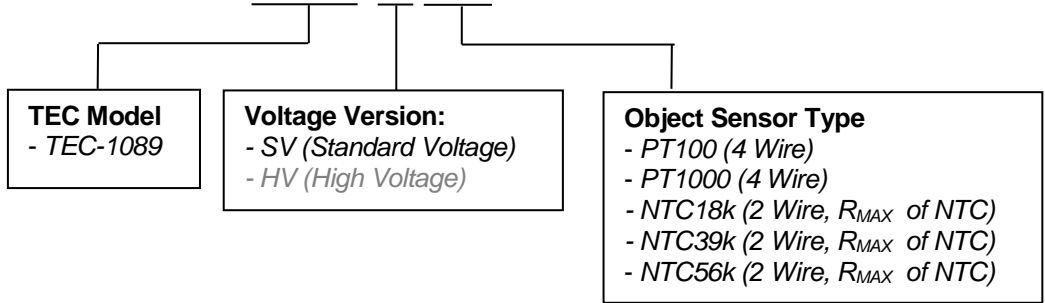 TEC Model
- TEC-1089
Voltage Version:
- SV (Standard Voltage)
- HV (High Voltage)
Object Sensor Type
- PT100 (4 Wire)
- PT1000 (4 Wire)
- NTC18k (2 Wire, RMAX of NTC)
- NTC39k (2 Wire, RMAX of NTC)
- NTC56k (2 Wire, RMAX of NTC)